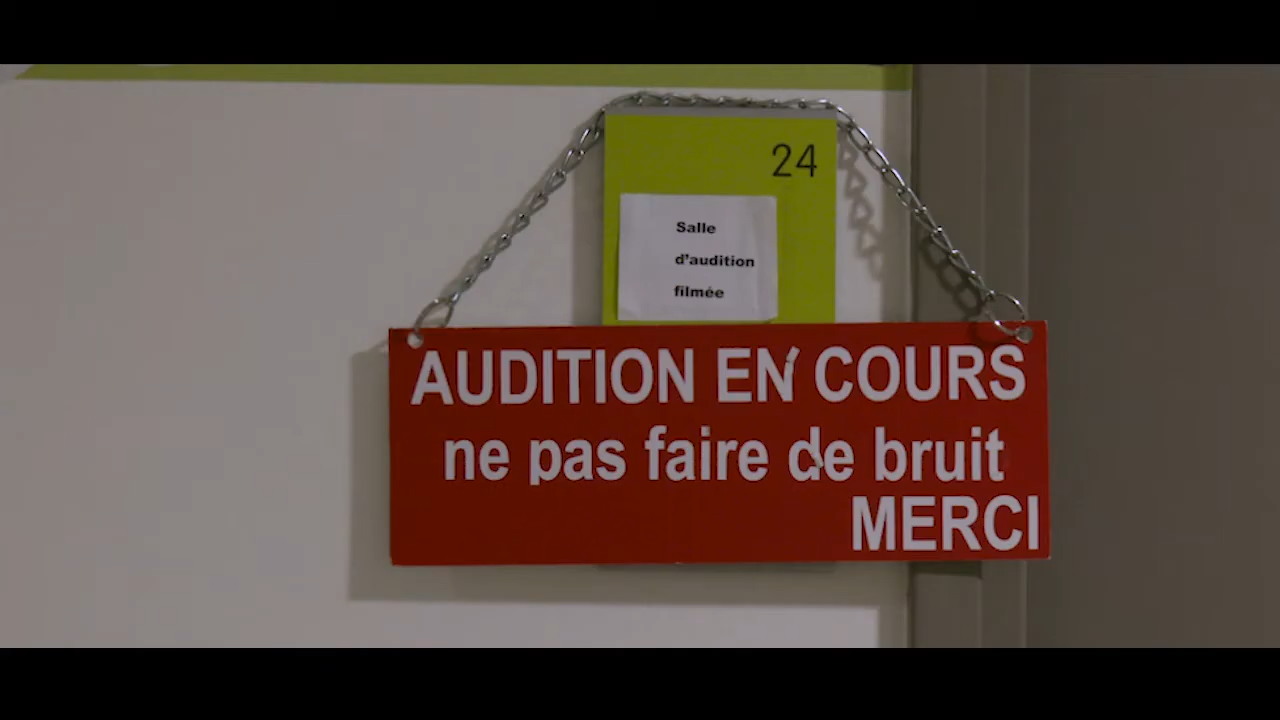 24
Salle
d'audition
filmée
AUDITION EN COURS
ne pas faire de bruit
MERCI